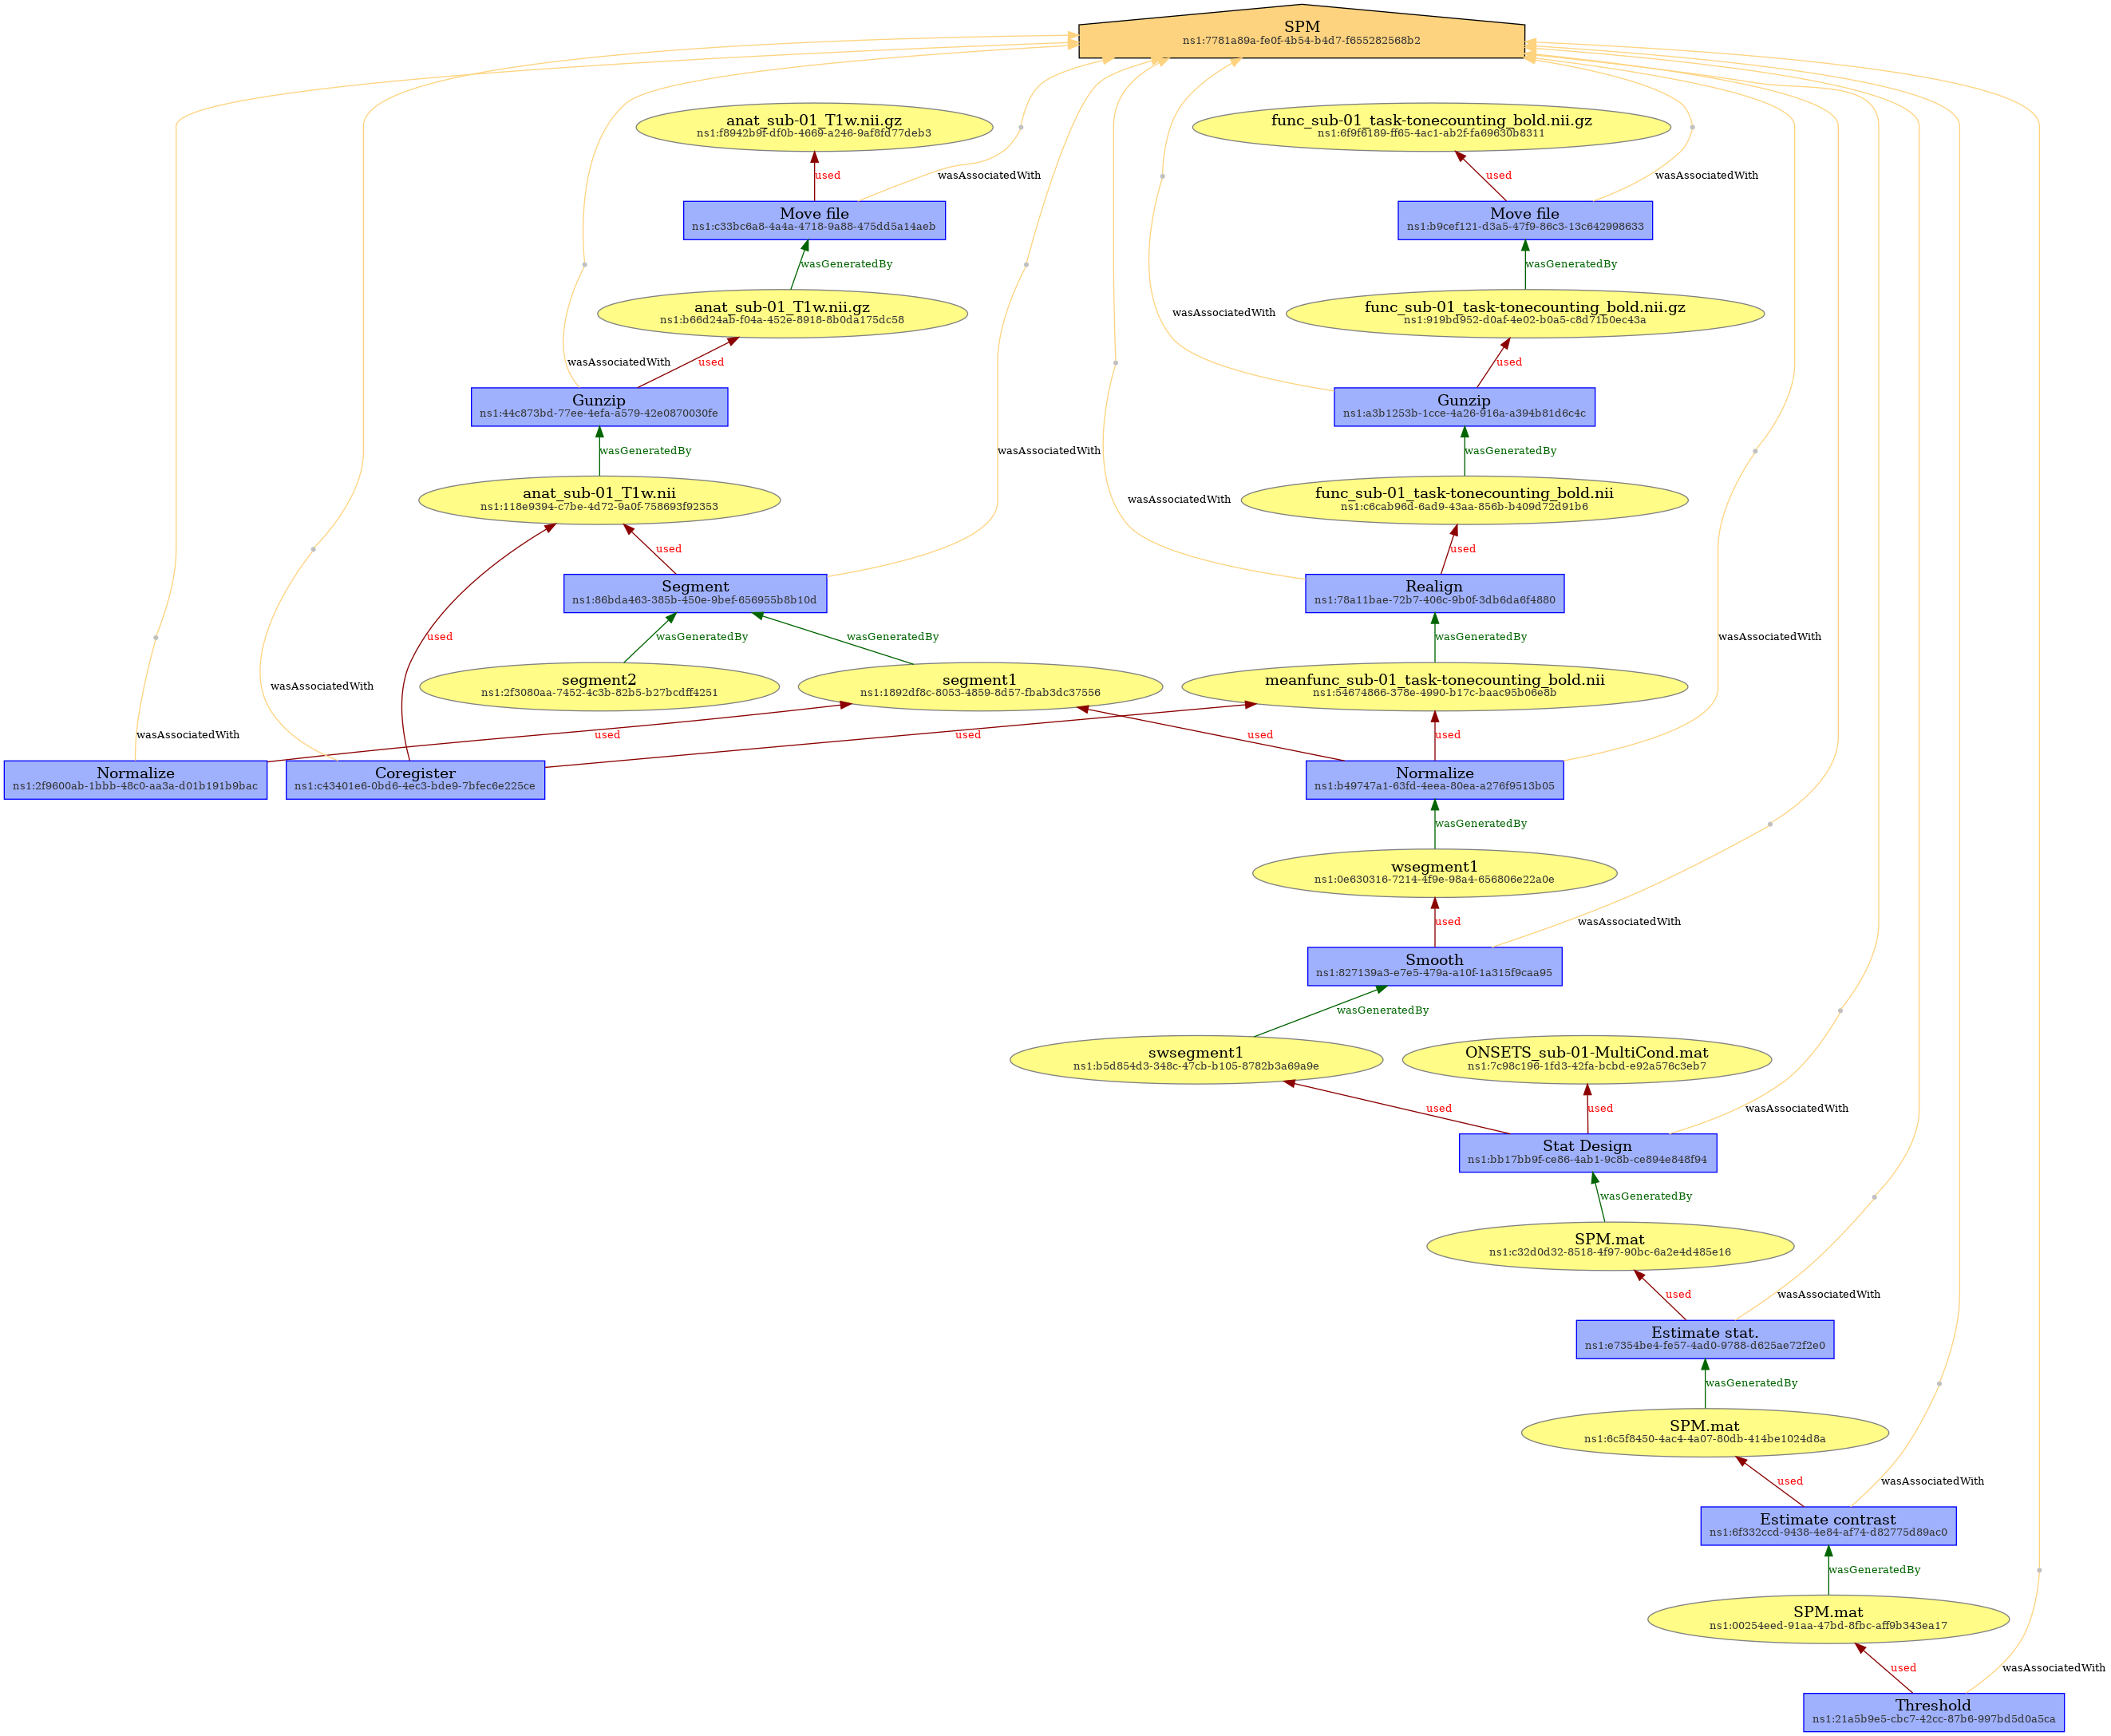 SPM
ns1:7781a89a-fe0f-4b54-b4d7-f655282568b2
anat_sub-01_T1w.nii.gz
ns1:f8942b9f-df0b-4669-a246-9af8fd77deb3
func_sub-01_task-tonecounting_bold.nii.gz
ns1:6f9f6189-ff65-4ac1-ab2f-fa69630b8311
used
wasAssociatedWith
used
wasAssociatedWith
Move file
ns1:c33bc6a8-4a4a-4718-9a88-475dd5a14aeb
Move file
ns1:b9cef121-d3a5-47f9-86c3-13c642998633
wasGeneratedBy
wasGeneratedBy
anat_sub-01_T1w.nii.gz
ns1:b66d24ab-f04a-452e-8918-8b0da175dc58
wasAssociatedWith
func_sub-01_task-tonecounting_bold.nii.gz
ns1:919bd952-d0af-4e02-b0a5-c8d71b0ec43a
wasAssociatedWith
used
used
Gunzip
ns1:44c873bd-77ee-4efa-a579-42e0870030fe
Gunzip
ns1:a3b1253b-1cce-4a26-916a-a394b81d6c4c
wasGeneratedBy
wasAssociatedWith
wasGeneratedBy
anat_sub-01_T1w.nii
ns1:118e9394-c7be-4d72-9a0f-758693f92353
wasAssociatedWith
func_sub-01_task-tonecounting_bold.nii
ns1:c6cab96d-6ad9-43aa-856b-b409d72d91b6
used
used
Segment
ns1:86bda463-385b-450e-9bef-656955b8b10d
Realign
ns1:78a11bae-72b7-406c-9b0f-3db6da6f4880
used
wasGeneratedBy
wasGeneratedBy
wasGeneratedBy
wasAssociatedWith
wasAssociatedWith
segment2
ns1:2f3080aa-7452-4c3b-82b5-b27bcdff4251
segment1
ns1:1892df8c-8053-4859-8d57-fbab3dc37556
meanfunc_sub-01_task-tonecounting_bold.nii
ns1:54674866-378e-4990-b17c-baac95b06e8b
wasAssociatedWith
used
used
used
used
Normalize
ns1:2f9600ab-1bbb-48c0-aa3a-d01b191b9bac
Coregister
ns1:c43401e6-0bd6-4ec3-bde9-7bfec6e225ce
Normalize
ns1:b49747a1-63fd-4eea-80ea-a276f9513b05
wasGeneratedBy
wsegment1
ns1:0e630316-7214-4f9e-98a4-656806e22a0e
used
wasAssociatedWith
Smooth
ns1:827139a3-e7e5-479a-a10f-1a315f9caa95
wasGeneratedBy
swsegment1
ns1:b5d854d3-348c-47cb-b105-8782b3a69a9e
ONSETS_sub-01-MultiCond.mat
ns1:7c98c196-1fd3-42fa-bcbd-e92a576c3eb7
used
used
wasAssociatedWith
Stat Design
ns1:bb17bb9f-ce86-4ab1-9c8b-ce894e848f94
wasGeneratedBy
SPM.mat
ns1:c32d0d32-8518-4f97-90bc-6a2e4d485e16
used
wasAssociatedWith
Estimate stat.
ns1:e7354be4-fe57-4ad0-9788-d625ae72f2e0
wasGeneratedBy
SPM.mat
ns1:6c5f8450-4ac4-4a07-80db-414be1024d8a
used
wasAssociatedWith
Estimate contrast
ns1:6f332ccd-9438-4e84-af74-d82775d89ac0
wasGeneratedBy
SPM.mat
ns1:00254eed-91aa-47bd-8fbc-aff9b343ea17
used
wasAssociatedWith
Threshold
ns1:21a5b9e5-cbc7-42cc-87b6-997bd5d0a5ca